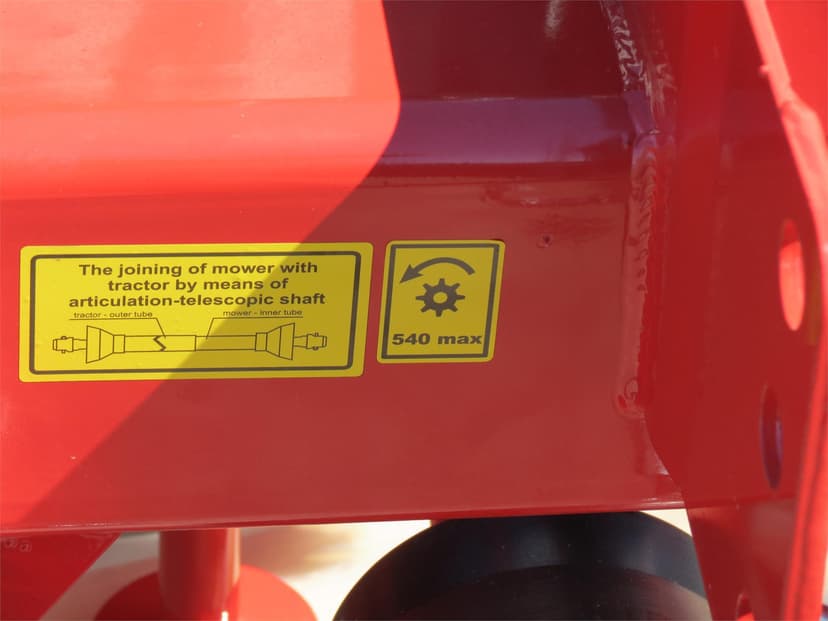 The joining of mower with
tractor by means of
articulation-telescopic shaft
tractor - outer tube
mower - inner tube
540 max